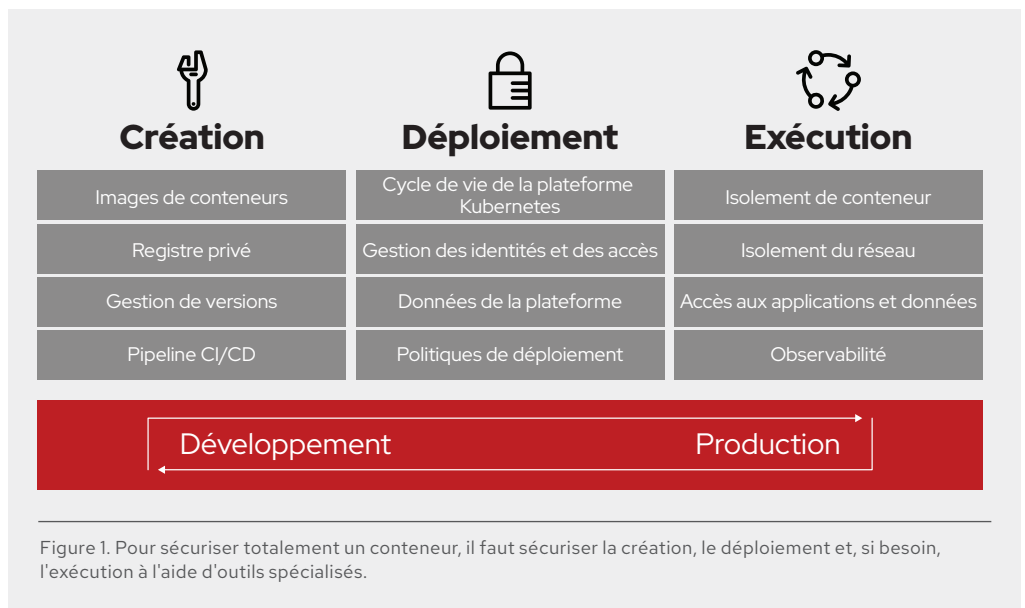 Création
Images de conteneurs
Registre privé
Gestion de versions
Pipeline CI/CD
Déploiement
Cycle de vie de la plateforme
Kubernetes
Gestion des identités et des accès
Données de la plateforme
Politiques de déploiement
Exécution
Isolement de conteneur
Isolement du réseau
Accès aux applications et données
Observabilité
Développement
Production
Figure 1. Pour sécuriser totalement un conteneur, il faut sécuriser la création, le déploiement et, si besoin,
l'exécution à l'aide d'outils spécialisés.